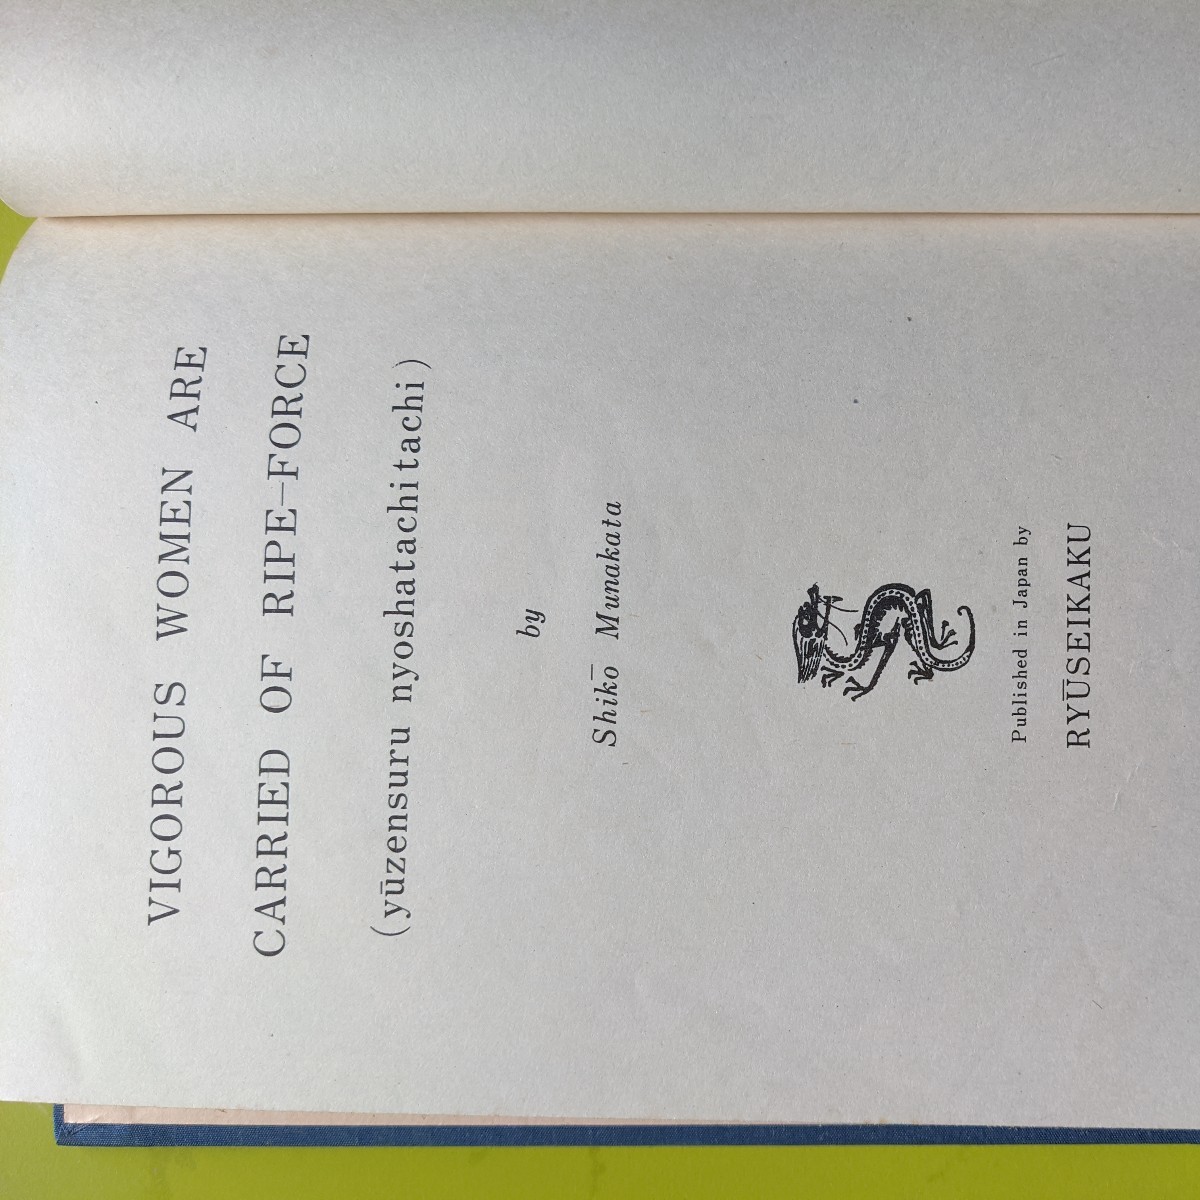 VIGOROUS WOMEN ARE
CARRIED OF RIPE-FORCE
(yūzensuru nyoshatachitachi)
by
Shikō Munakata
Published in Japan by
RYŪSEIKAKU